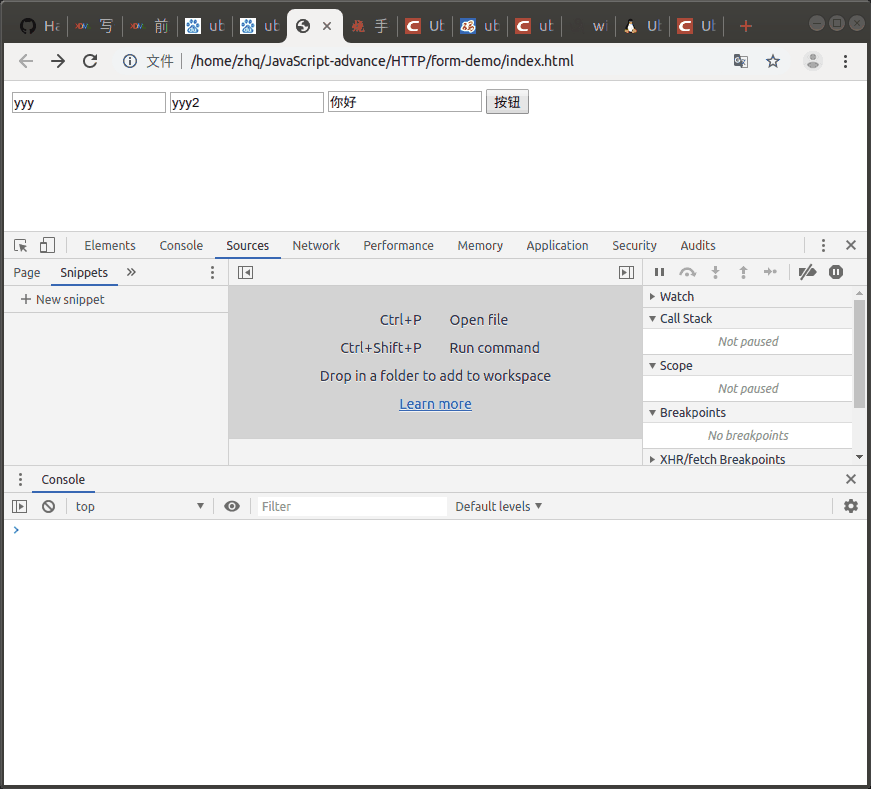 Ha 写 前 ut ut 手 Ut ut ut wi Ut Ut
文件 /home/zhq/JavaScript-advance/HTTP/form-demo/index.html
yyy yyy2 你好 按钮
Elements Console Sources Network Performance Memory Application Security Audits
Page Snippets
New snippet
Ctrl+P Open file
Ctrl+Shift+P Run command
Drop in a folder to add to workspace
Learn more
Watch
Call Stack
Not paused
Scope
Not paused
Breakpoints
No breakpoints
XHR/fetch Breakpoints
Console
top Filter Default levels